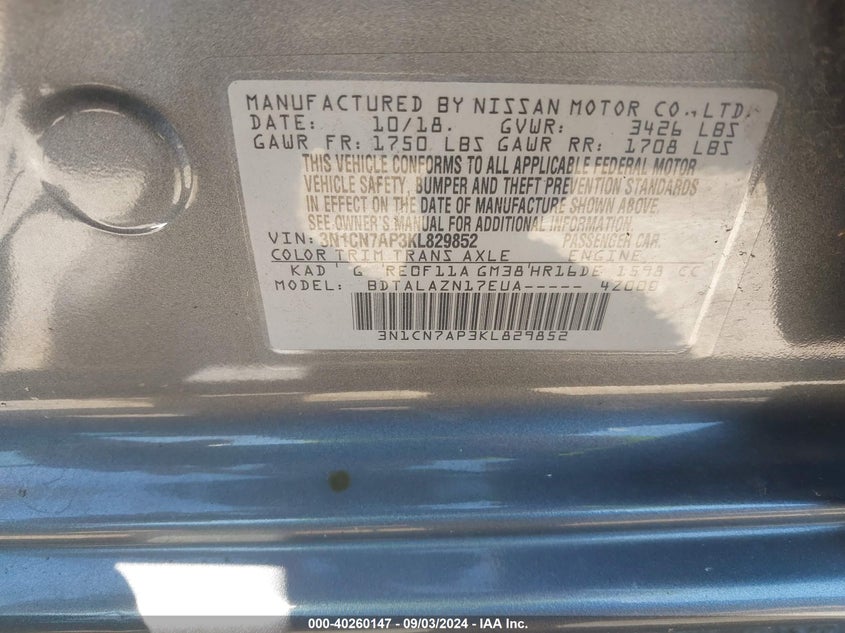 MANUFACTURED BY NISSAN MOTOR CO.,LTD.
DATE: 10/18. GVWR: 3426 LBS
GAWR FR: 1750 LBS GAWR RR: 1708 LBS
THIS VEHICLE CONFORMS TO ALL APPLICABLE FEDERAL MOTOR
VEHICLE SAFETY, BUMPER AND THEFT PREVENTION STANDARDS
IN EFFECT ON THE DATE OF MANUFACTURE SHOWN ABOVE.
SEE OWNER'S MANUAL FOR ADDITIONAL INFORMATION
VIN: 3N1CN7AP3KL829852 PASSENGER CAR.
COLOR TRIM TRANS AXLE ENGINE
KAD G RE0F11A GM38 HR16DE 1598 CC
MODEL: BDTALAZN17EUA-----
3N1CN7AP3KL829852
000-40260147 - 09/03/2024 - IAA Inc.